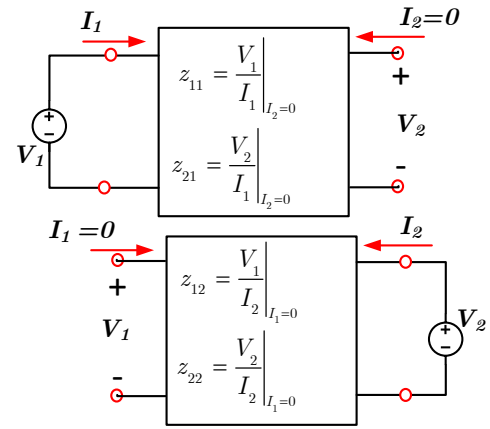 I₁
I₂=0
z₁₁ = V₁/I₁|I₂=0
+
-
V₁
+
V₂
-
z₂₁ = V₂/I₁|I₂=0
I₁=0
I₂
z₁₂ = V₁/I₂|I₁=0
+
V₁
-
+
-
V₂
z₂₂ = V₂/I₂|I₁=0